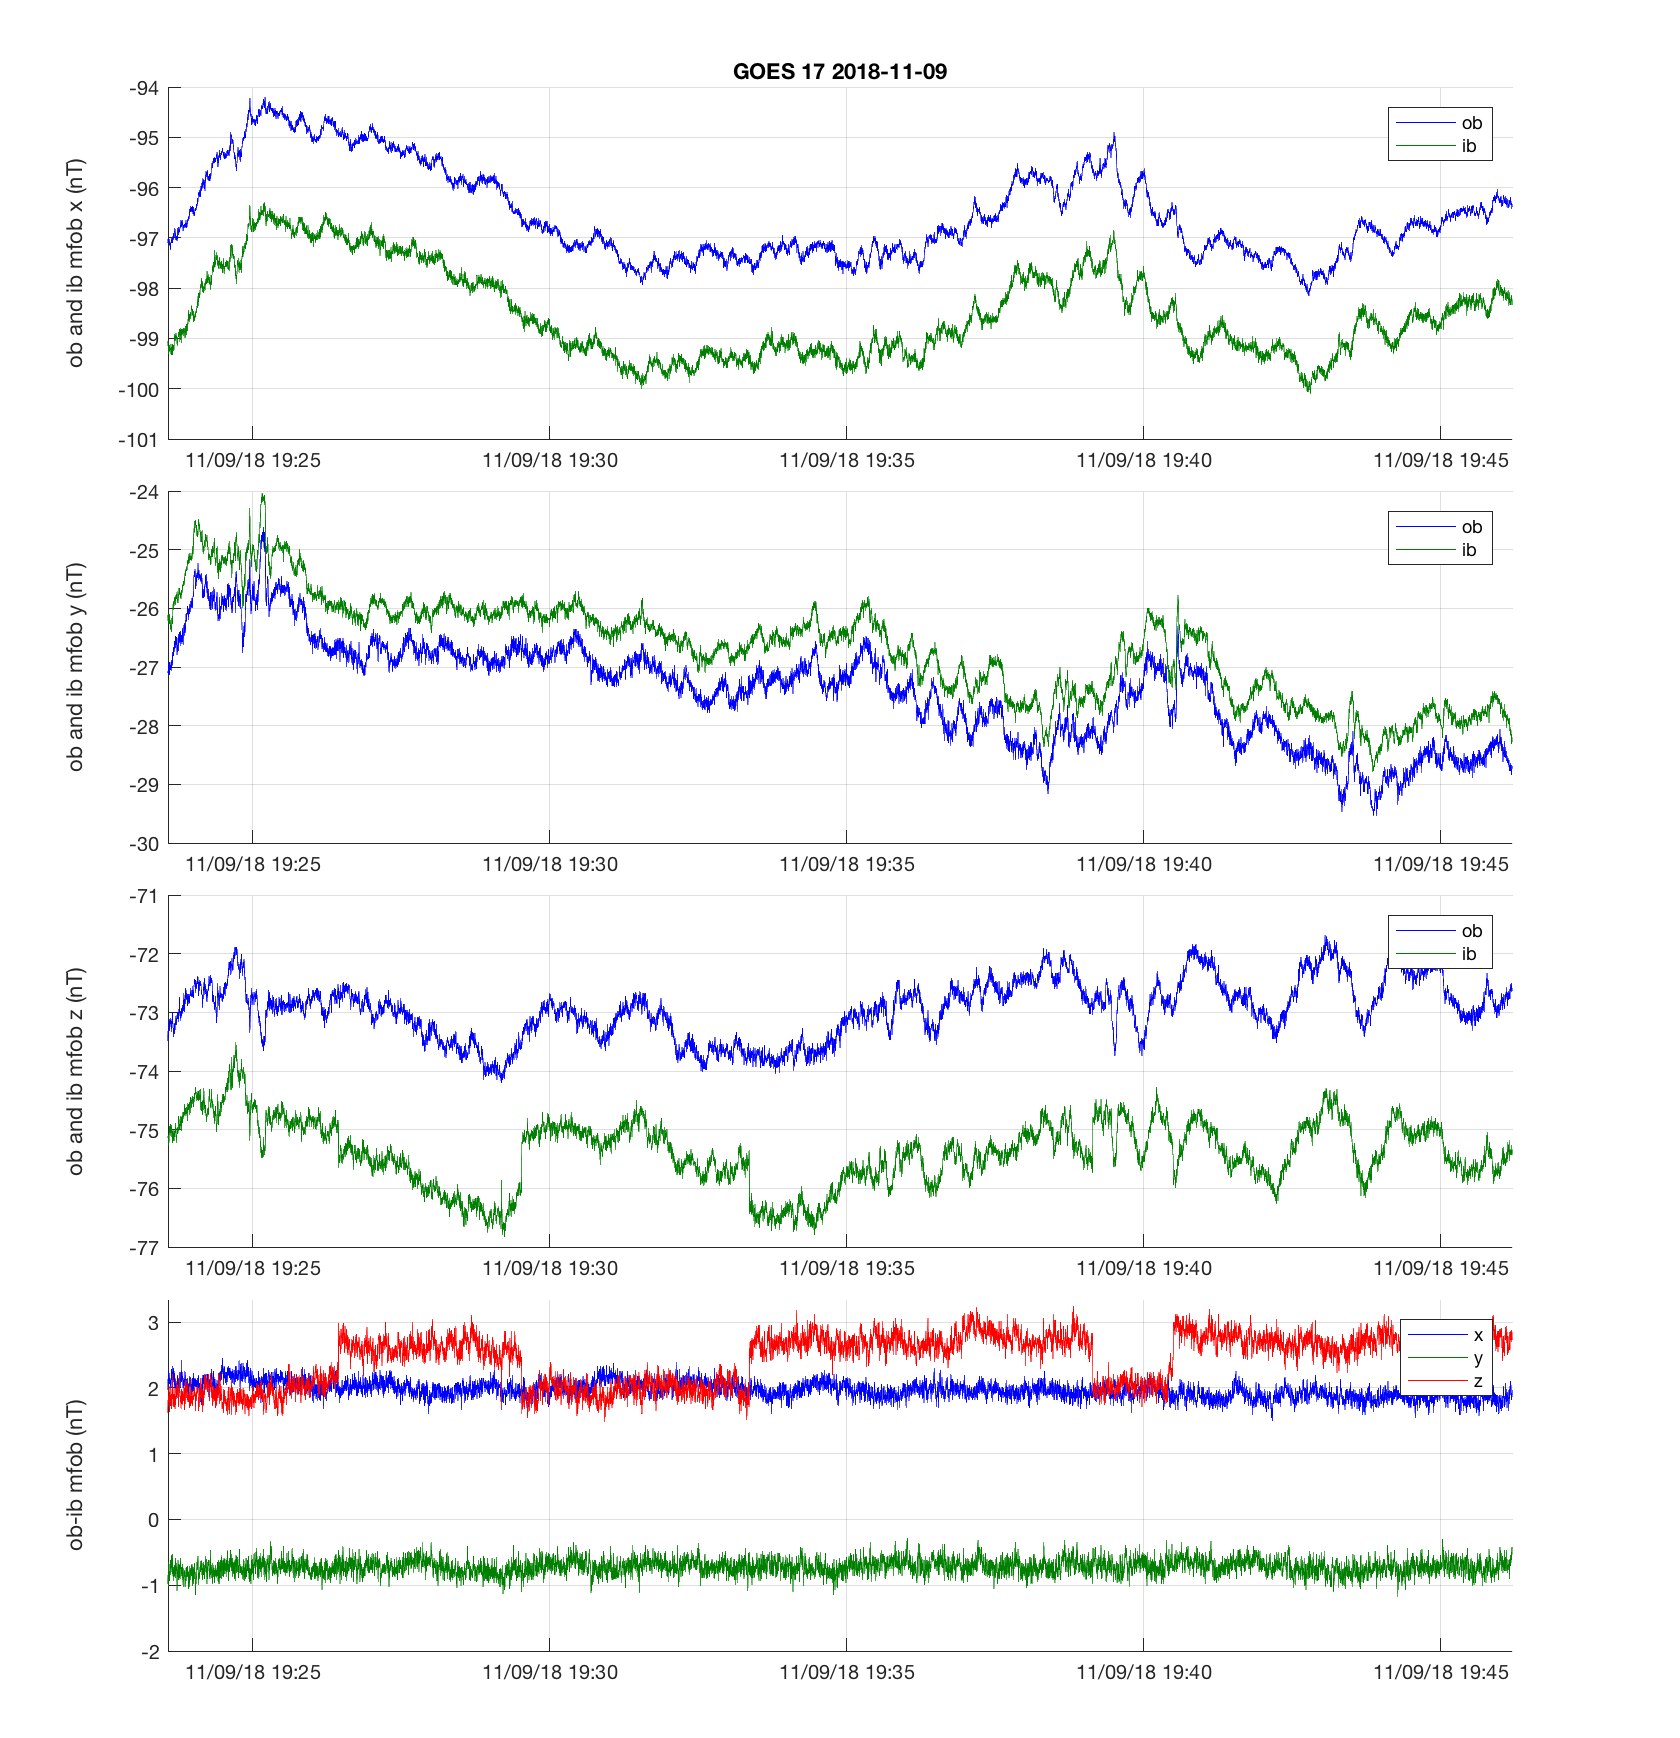 GOES 17 2018-11-09
ob and ib mfob x (nT)
-94
-95
-96
-97
-98
-99
-100
-101
ob
ib
11/09/18 19:25 11/09/18 19:30 11/09/18 19:35 11/09/18 19:40 11/09/18 19:45
ob and ib mfob y (nT)
-24
-25
-26
-27
-28
-29
-30
ob
ib
11/09/18 19:25 11/09/18 19:30 11/09/18 19:35 11/09/18 19:40 11/09/18 19:45
ob and ib mfob z (nT)
-71
-72
-73
-74
-75
-76
-77
ob
ib
11/09/18 19:25 11/09/18 19:30 11/09/18 19:35 11/09/18 19:40 11/09/18 19:45
ob-ib mfob (nT)
3
2
1
0
-1
-2
x
y
z
11/09/18 19:25 11/09/18 19:30 11/09/18 19:35 11/09/18 19:40 11/09/18 19:45